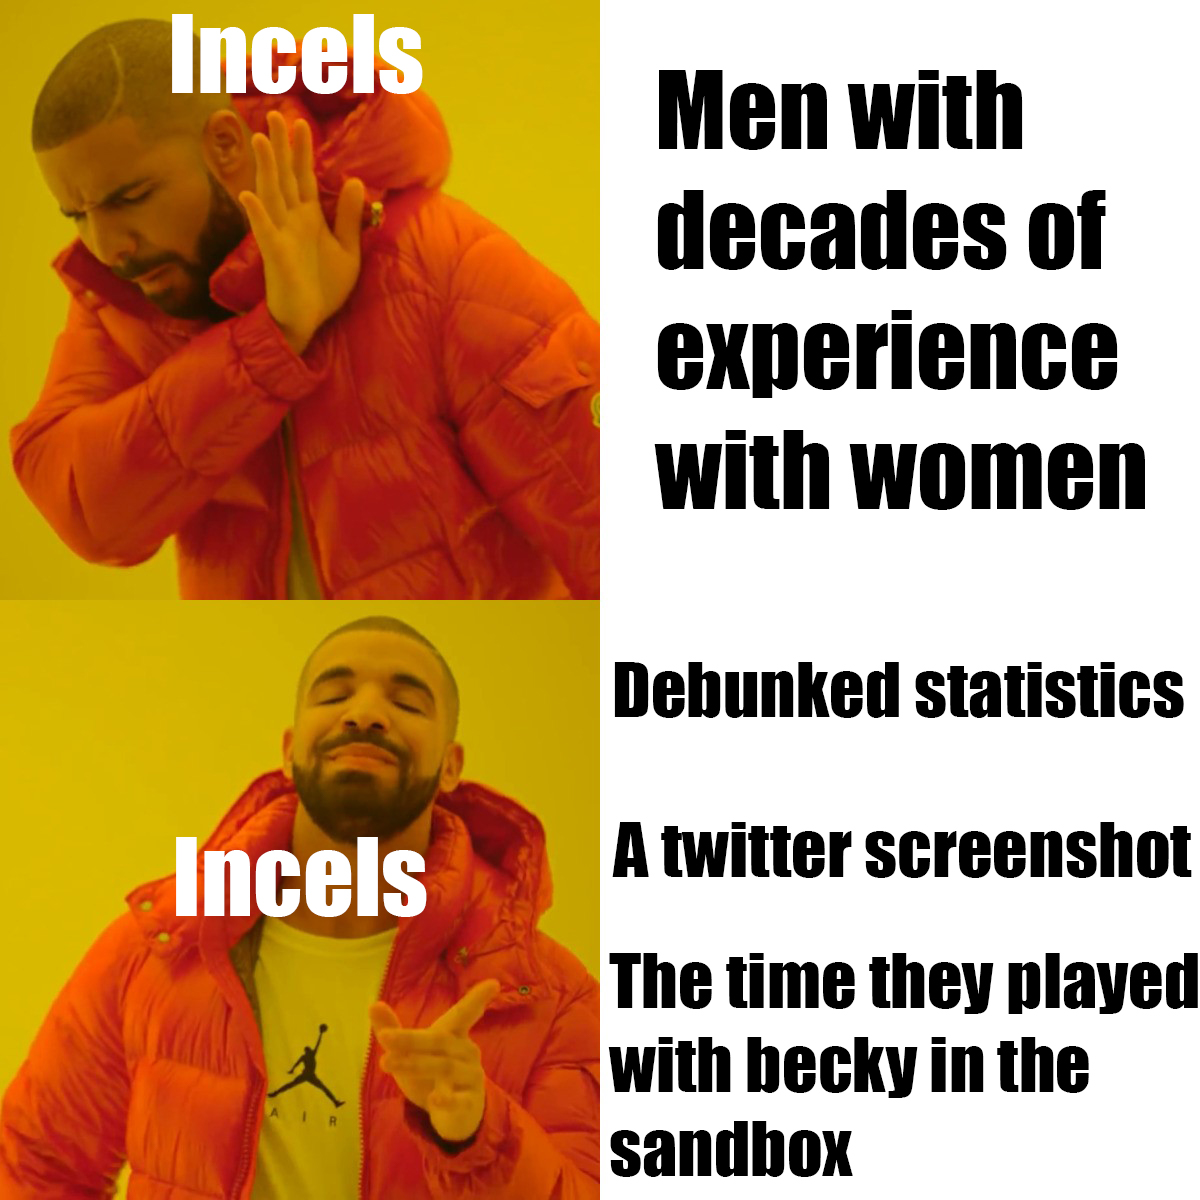 Incels
Men with
decades of
experience
with women
Debunked statistics
A twitter screenshot
Incels
The time they played
with becky in the
sandbox
A I R